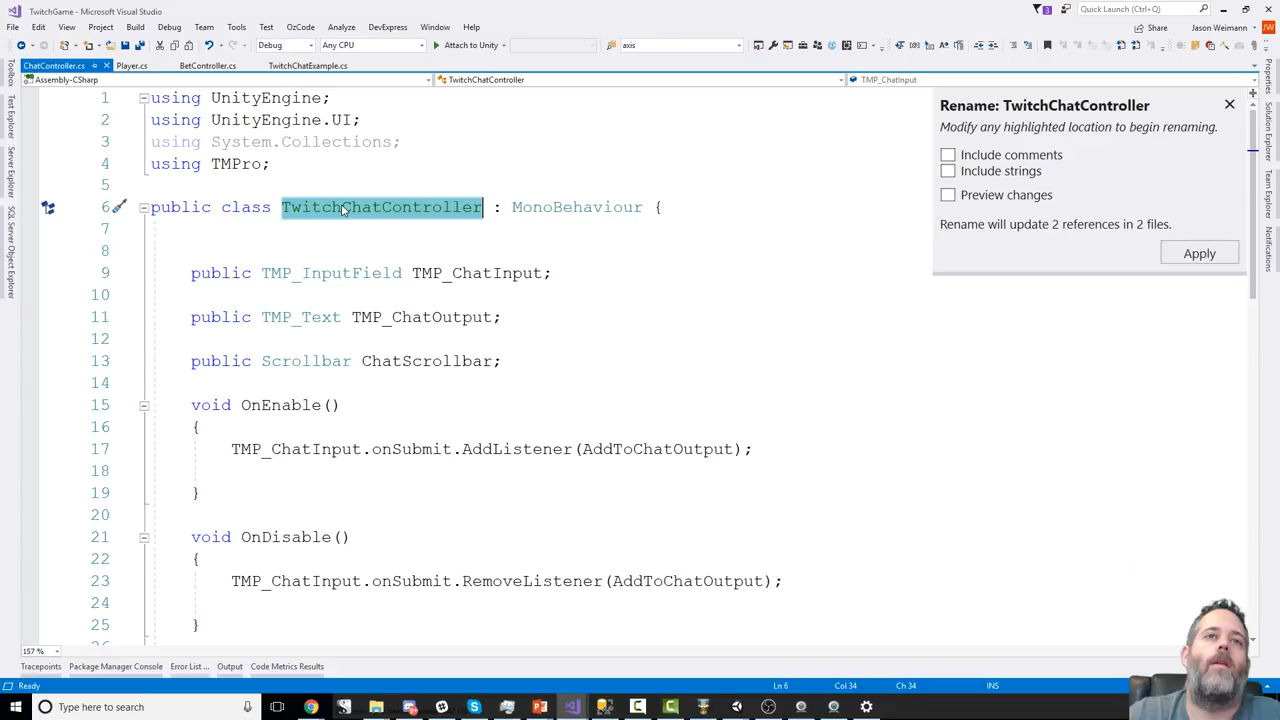 TwitchGame - Microsoft Visual Studio
3
Quick Launch (Ctrl+Q)
File Edit View Project Build Debug Team Tools Test OzCode Analyze DevExpress Window Help
Share
Jason Weimann
JW
Debug
Any CPU
Attach to Unity
axis
ChatController.cs Player.cs BetController.cs TwitchChatExample.cs
Assembly-CSharp
TwitchChatController
TMP_ChatInput
Toolbox
Test Explorer
Server Explorer
SQL Server Object Explorer
Properties
Solution Explorer
Team Explorer
Notifications
1 using UnityEngine;
2 using UnityEngine.UI;
3 using System.Collections;
4 using TMPro;
5
6 public class TwitchChatController : MonoBehaviour {
7
8
9 public TMP_InputField TMP_ChatInput;
10
11 public TMP_Text TMP_ChatOutput;
12
13 public Scrollbar ChatScrollbar;
14
15 void OnEnable()
16 {
17 TMP_ChatInput.onSubmit.AddListener(AddToChatOutput);
18
19 }
20
21 void OnDisable()
22 {
23 TMP_ChatInput.onSubmit.RemoveListener(AddToChatOutput);
24
25 }
Rename: TwitchChatController
Modify any highlighted location to begin renaming.
Include comments
Include strings
Preview changes
Rename will update 2 references in 2 files.
Apply
157 %
Tracepoints Package Manager Console Error List ... Output Code Metrics Results
Ready
Ln 6 Col 34 Ch 34 INS
Type here to search